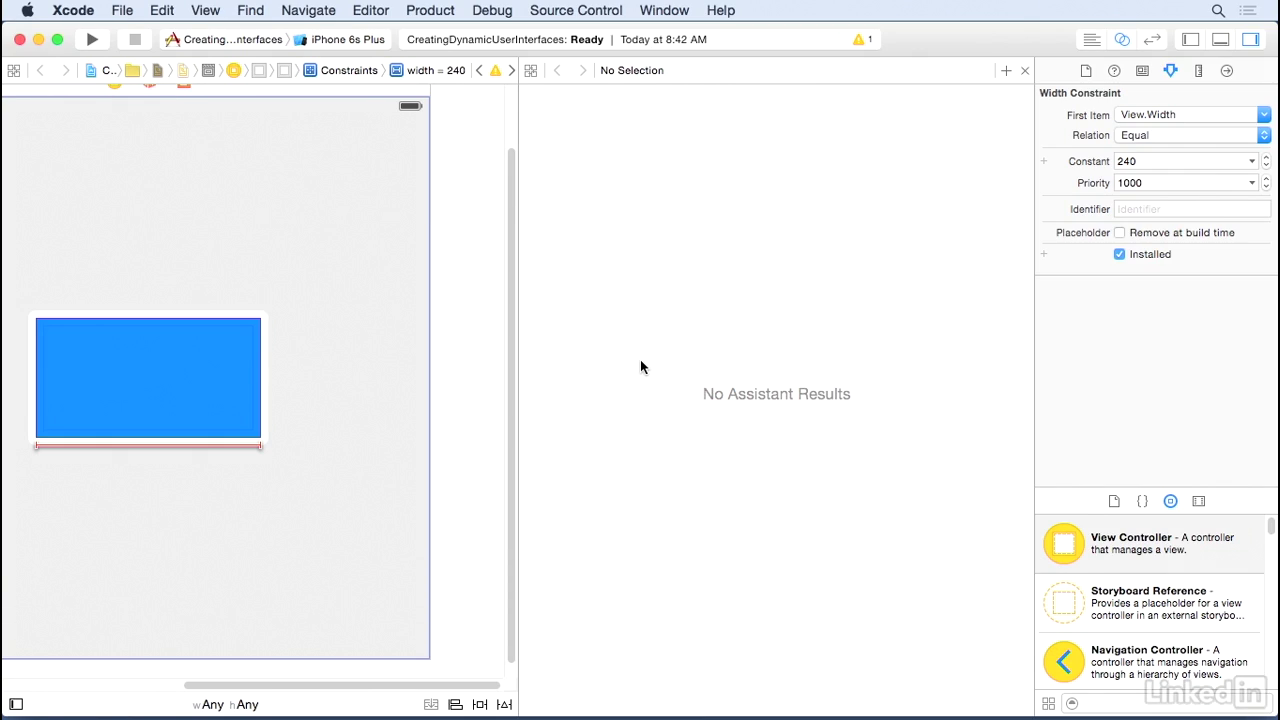 Xcode File Edit View Find Navigate Editor Product Debug Source Control Window Help
Creating...nterfaces iPhone 6s Plus CreatingDynamicUserInterfaces: Ready | Today at 8:42 AM 1
C... Constraints width = 240 No Selection
Width Constraint
First Item View.Width
Relation Equal
Constant 240
Priority 1000
Identifier Identifier
Placeholder Remove at build time
Installed
No Assistant Results
View Controller - A controller
that manages a view.
Storyboard Reference -
Provides a placeholder for a view
controller in an external storybo...
Navigation Controller - A
controller that manages navigation
through a hierarchy of views.
wAny hAny
LinkedIn